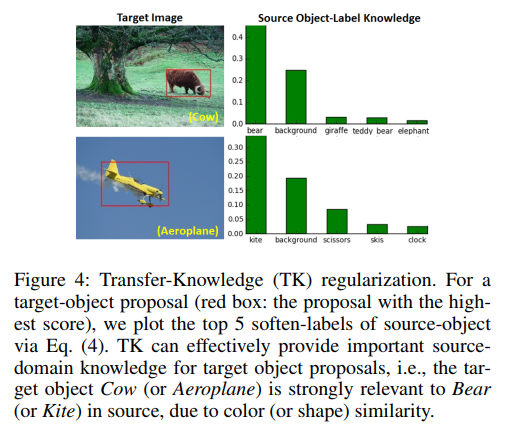 Target Image
Source Object-Label Knowledge
(Cow)
0.4
0.3
0.2
0.1
0.0
bear background giraffe teddy bear elephant
(Aeroplane)
0.30
0.25
0.20
0.15
0.10
0.05
0.00
kite background scissors skis clock
Figure 4: Transfer-Knowledge (TK) regularization. For a
target-object proposal (red box: the proposal with the high-
est score), we plot the top 5 soften-labels of source-object
via Eq. (4). TK can effectively provide important source-
domain knowledge for target object proposals, i.e., the tar-
get object Cow (or Aeroplane) is strongly relevant to Bear
(or Kite) in source, due to color (or shape) similarity.